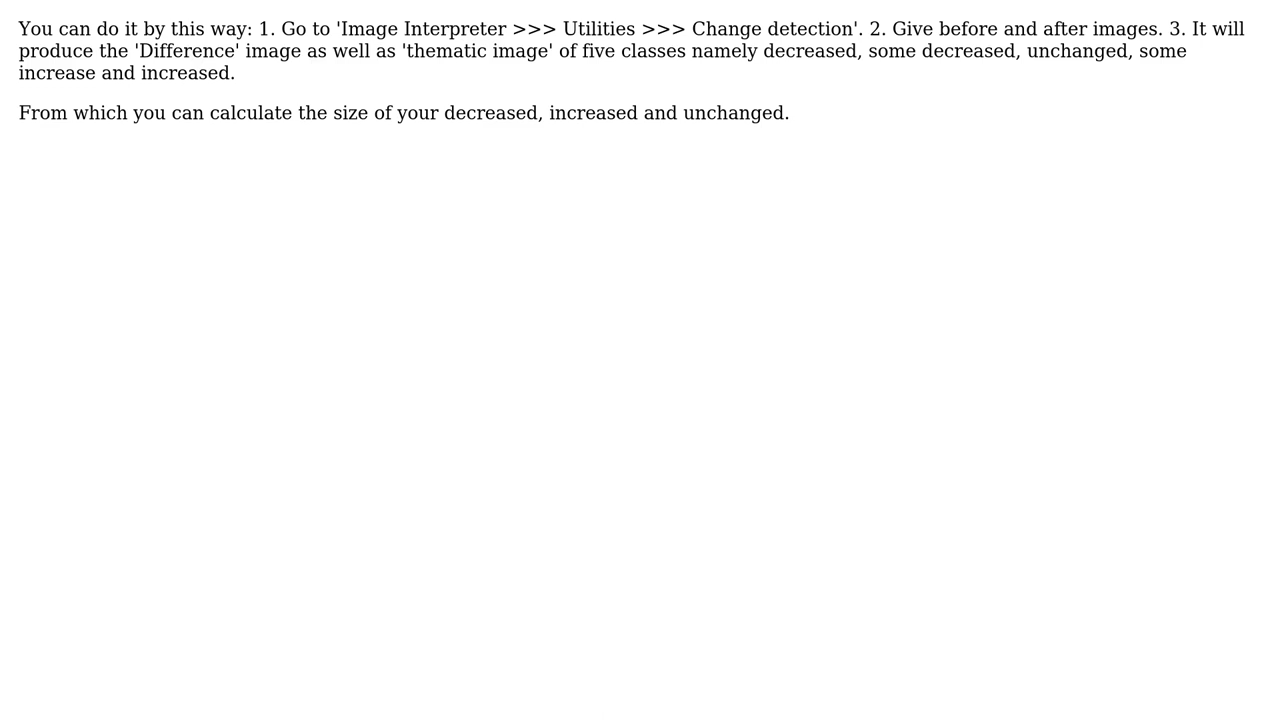 You can do it by this way: 1. Go to 'Image Interpreter >>> Utilities >>> Change detection'. 2. Give before and after images. 3. It will
produce the 'Difference' image as well as 'thematic image' of five classes namely decreased, some decreased, unchanged, some
increase and increased.
From which you can calculate the size of your decreased, increased and unchanged.